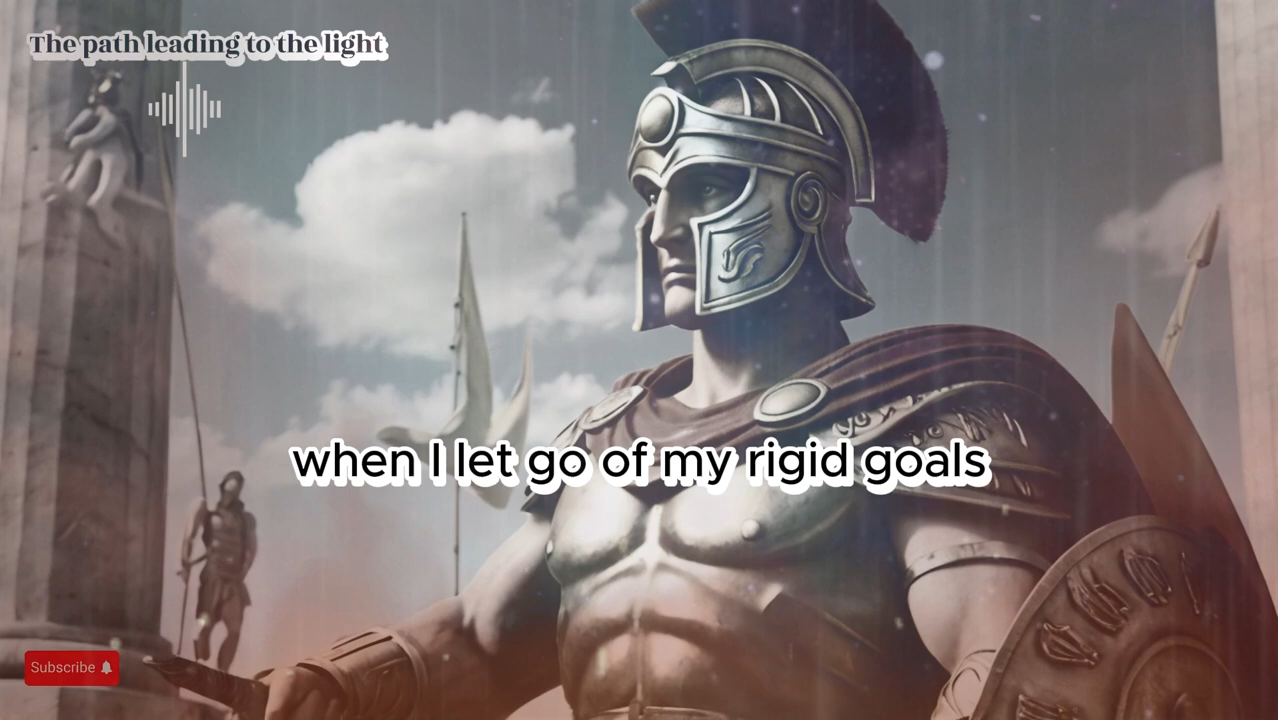 The path leading to the light
when I let go of my rigid goals
Subscribe